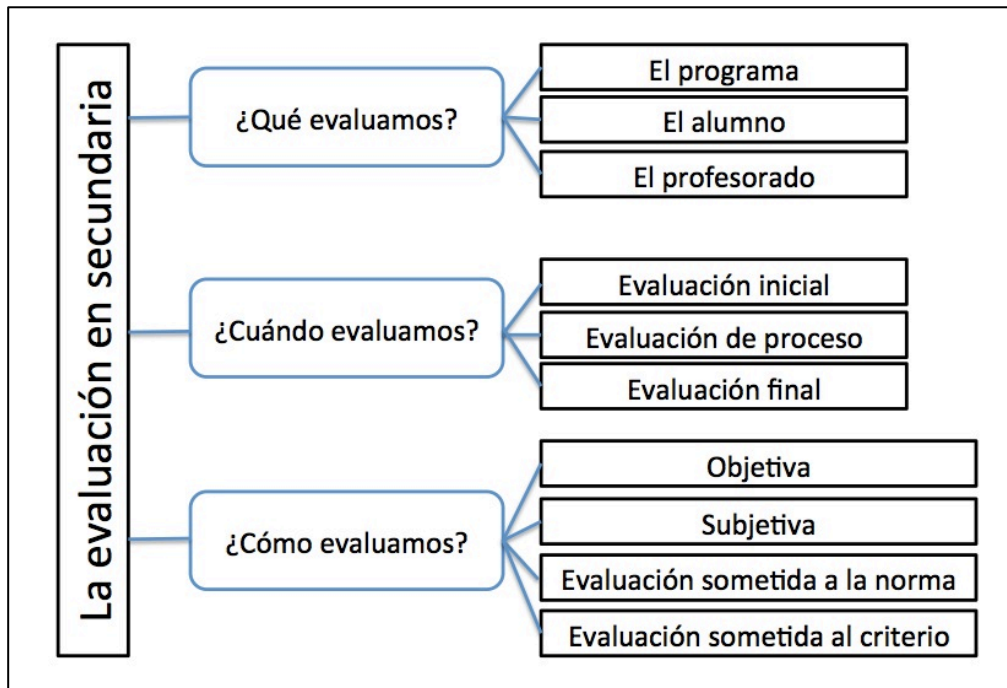 La evaluación en secundaria
¿Qué evaluamos?
El programa
El alumno
El profesorado
¿Cuándo evaluamos?
Evaluación inicial
Evaluación de proceso
Evaluación final
¿Cómo evaluamos?
Objetiva
Subjetiva
Evaluación sometida a la norma
Evaluación sometida al criterio